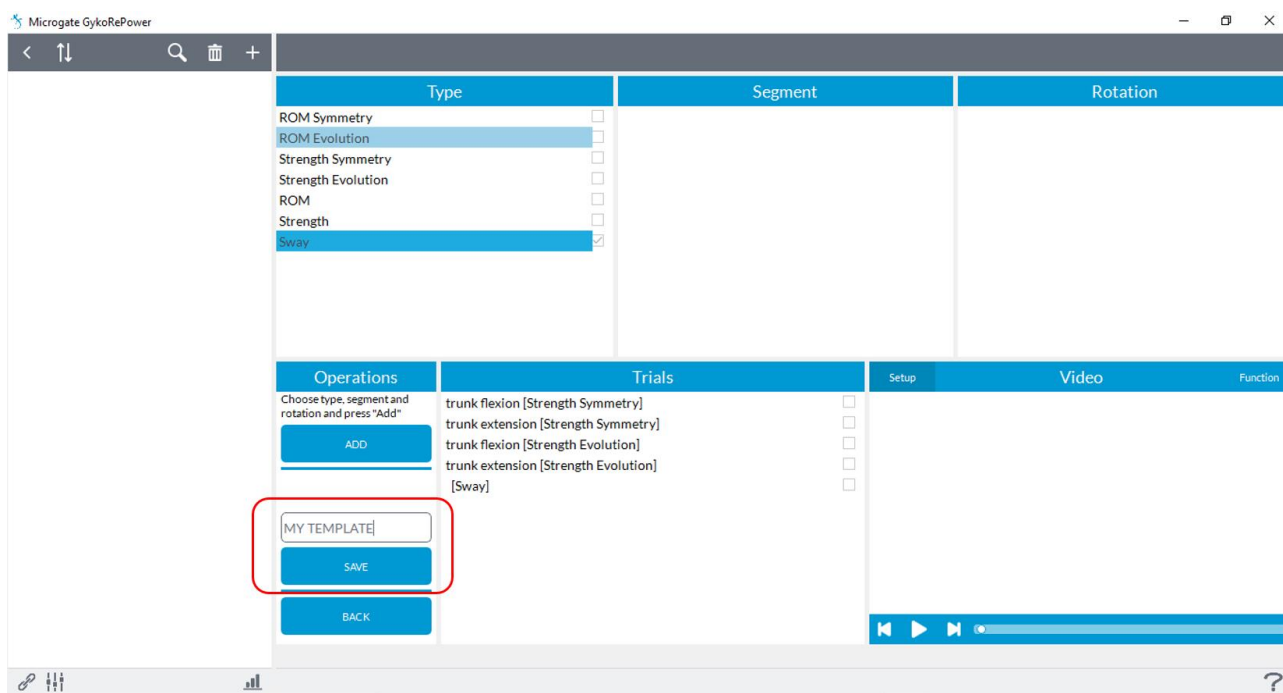 Microgate GykoRePower
Type
Segment
Rotation
ROM Symmetry
ROM Evolution
Strength Symmetry
Strength Evolution
ROM
Strength
Sway
Operations
Choose type, segment and
rotation and press "Add"
ADD
MY TEMPLATE
SAVE
BACK
Trials
trunk flexion [Strength Symmetry]
trunk extension [Strength Symmetry]
trunk flexion [Strength Evolution]
trunk extension [Strength Evolution]
[Sway]
Setup
Video
Function
?